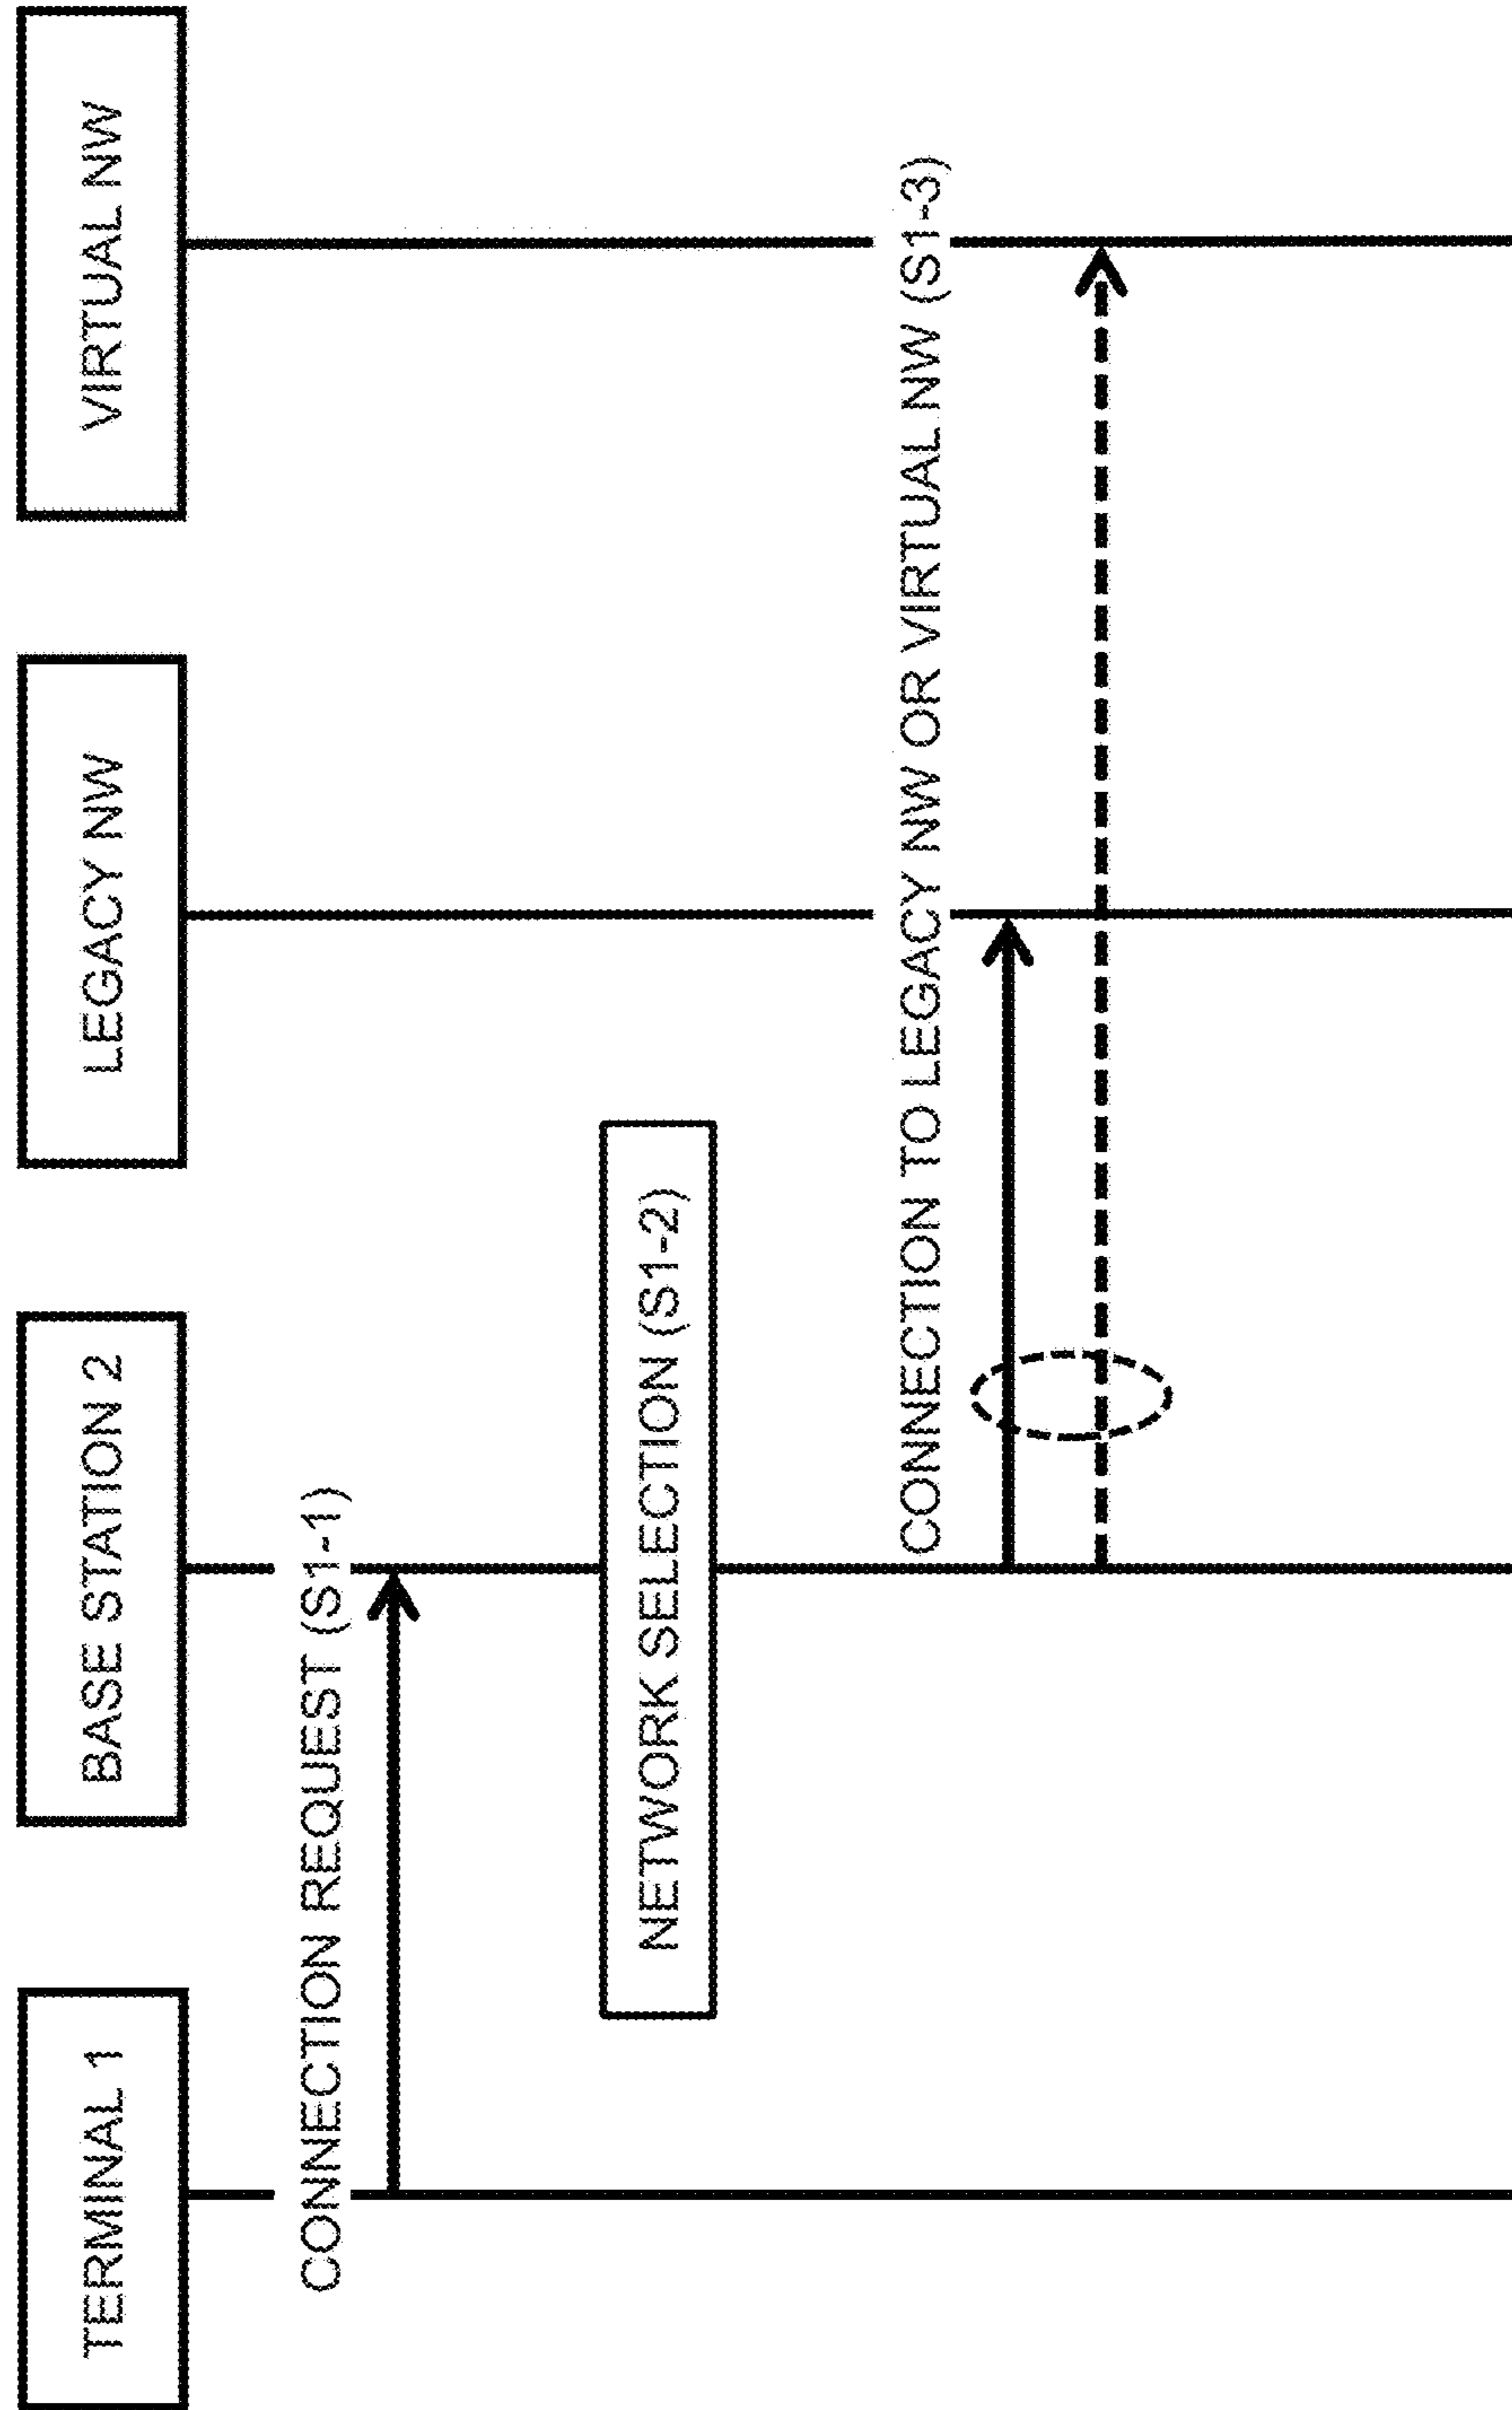 TERMINAL 1
BASE STATION 2
LEGACY NW
VIRTUAL NW
CONNECTION REQUEST (S1-1)
NETWORK SELECTION (S1-2)
CONNECTION TO LEGACY NW OR VIRTUAL NW (S1-3)